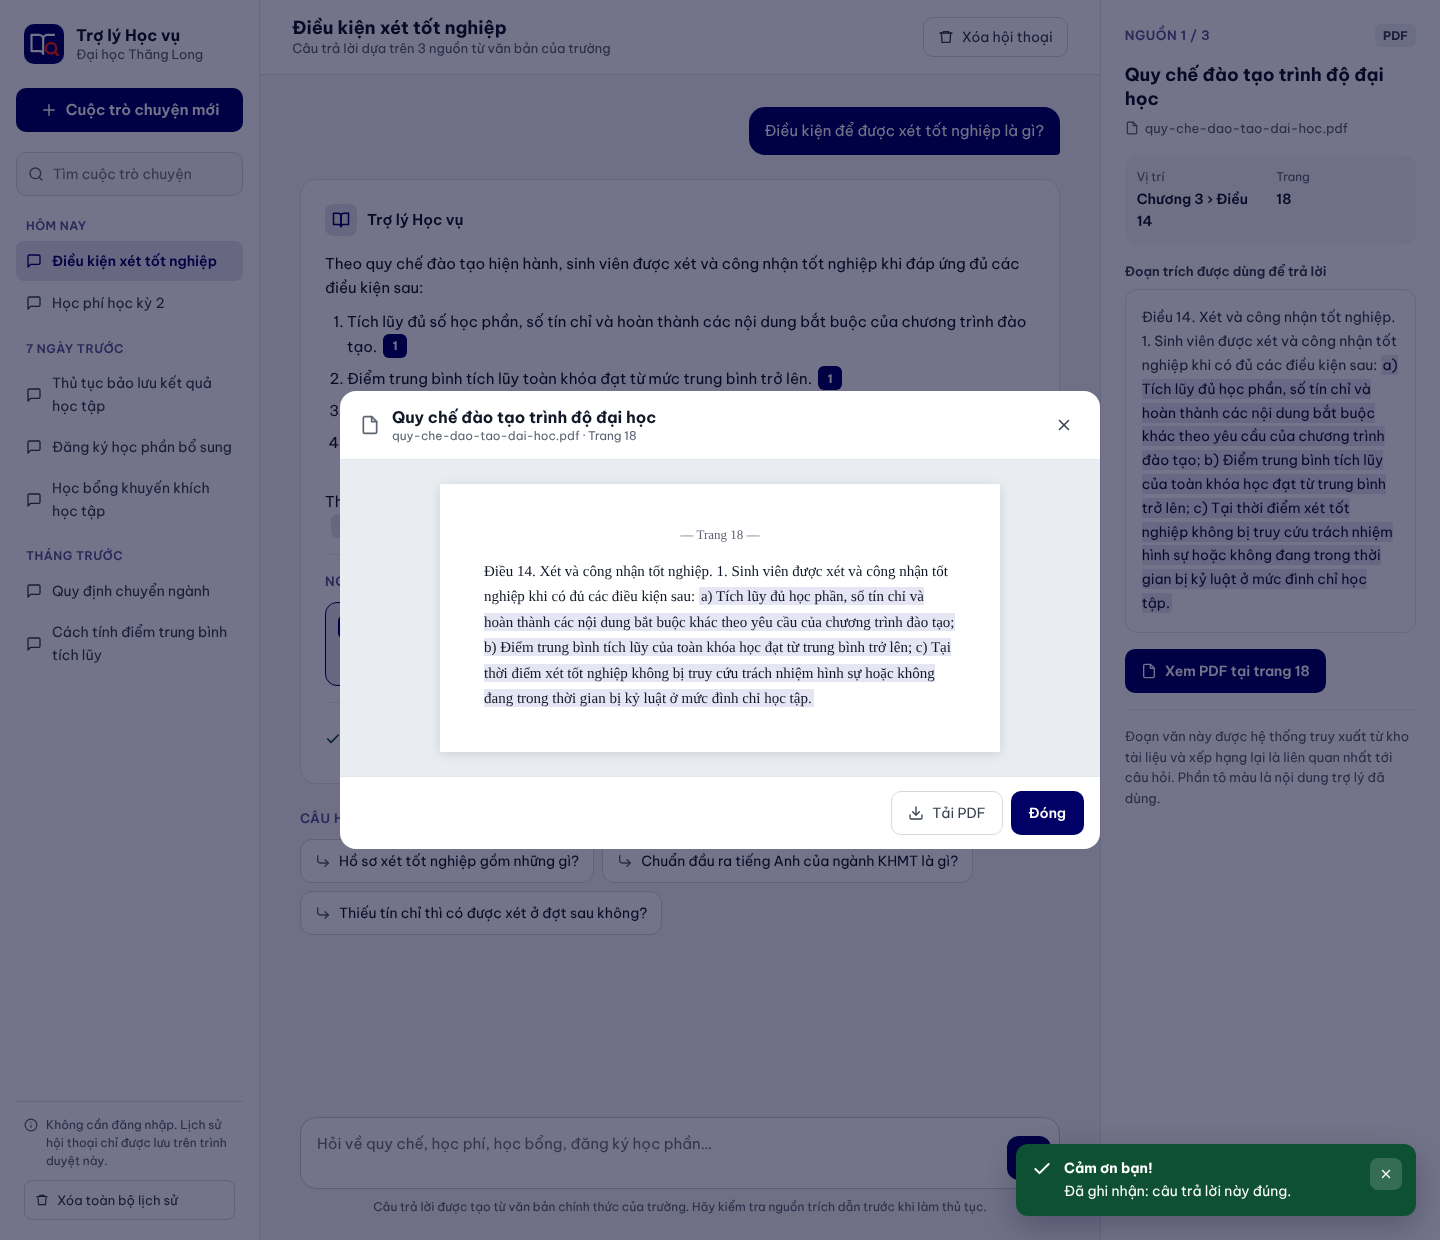 Trợ lý Học vụ
Đại học Thăng Long
Cuộc trò chuyện mới
Tìm cuộc trò chuyện
HÔM NAY
Điều kiện xét tốt nghiệp
Học phí học kỳ 2
7 NGÀY TRƯỚC
Thủ tục bảo lưu kết quả
học tập
Đăng ký học phần bổ sung
Học bổng khuyến khích
học tập
THÁNG TRƯỚC
Quy định chuyển ngành
Cách tính điểm trung bình
tích lũy
Không cần đăng nhập. Lịch sử
hội thoại chỉ được lưu trên trình
duyệt này.
Xóa toàn bộ lịch sử
Điều kiện xét tốt nghiệp
Câu trả lời dựa trên 3 nguồn từ văn bản của trường
Xóa hội thoại
Điều kiện để được xét tốt nghiệp là gì?
Trợ lý Học vụ
Theo quy chế đào tạo hiện hành, sinh viên được xét và công nhận tốt nghiệp khi đáp ứng đủ các
điều kiện sau:
1. Tích lũy đủ số học phần, số tín chỉ và hoàn thành các nội dung bắt buộc của chương trình đào
tạo. 1
2. Điểm trung bình tích lũy toàn khóa đạt từ mức trung bình trở lên. 1
3
4
Quy chế đào tạo trình độ đại học
quy-che-dao-tao-dai-hoc.pdf · Trang 18
— Trang 18 —
Điều 14. Xét và công nhận tốt nghiệp. 1. Sinh viên được xét và công nhận tốt
nghiệp khi có đủ các điều kiện sau: a) Tích lũy đủ học phần, số tín chỉ và
hoàn thành các nội dung bắt buộc khác theo yêu cầu của chương trình đào tạo;
b) Điểm trung bình tích lũy của toàn khóa học đạt từ trung bình trở lên; c) Tại
thời điểm xét tốt nghiệp không bị truy cứu trách nhiệm hình sự hoặc không
đang trong thời gian bị kỷ luật ở mức đình chỉ học tập.
Tải PDF
Đóng
Hồ sơ xét tốt nghiệp gồm những gì?
Chuẩn đầu ra tiếng Anh của ngành KHMT là gì?
Thiếu tín chỉ thì có được xét ở đợt sau không?
Hỏi về quy chế, học phí, học bổng, đăng ký học phần…
Câu trả lời được tạo từ văn bản chính thức của trường. Hãy kiểm tra nguồn trích dẫn trước khi làm thủ tục.
NGUỒN 1 / 3
PDF
Quy chế đào tạo trình độ đại
học
quy-che-dao-tao-dai-hoc.pdf
Vị trí
Chương 3 › Điều
14
Trang
18
Đoạn trích được dùng để trả lời
Điều 14. Xét và công nhận tốt nghiệp.
1. Sinh viên được xét và công nhận tốt
nghiệp khi có đủ các điều kiện sau: a)
Tích lũy đủ học phần, số tín chỉ và
hoàn thành các nội dung bắt buộc
khác theo yêu cầu của chương trình
đào tạo; b) Điểm trung bình tích lũy
của toàn khóa học đạt từ trung bình
trở lên; c) Tại thời điểm xét tốt
nghiệp không bị truy cứu trách nhiệm
hình sự hoặc không đang trong thời
gian bị kỷ luật ở mức đình chỉ học
tập.
Xem PDF tại trang 18
Đoạn văn này được hệ thống truy xuất từ kho
tài liệu và xếp hạng lại là liên quan nhất tới
câu hỏi. Phần tô màu là nội dung trợ lý đã
dùng.
Cảm ơn bạn!
Đã ghi nhận: câu trả lời này đúng.